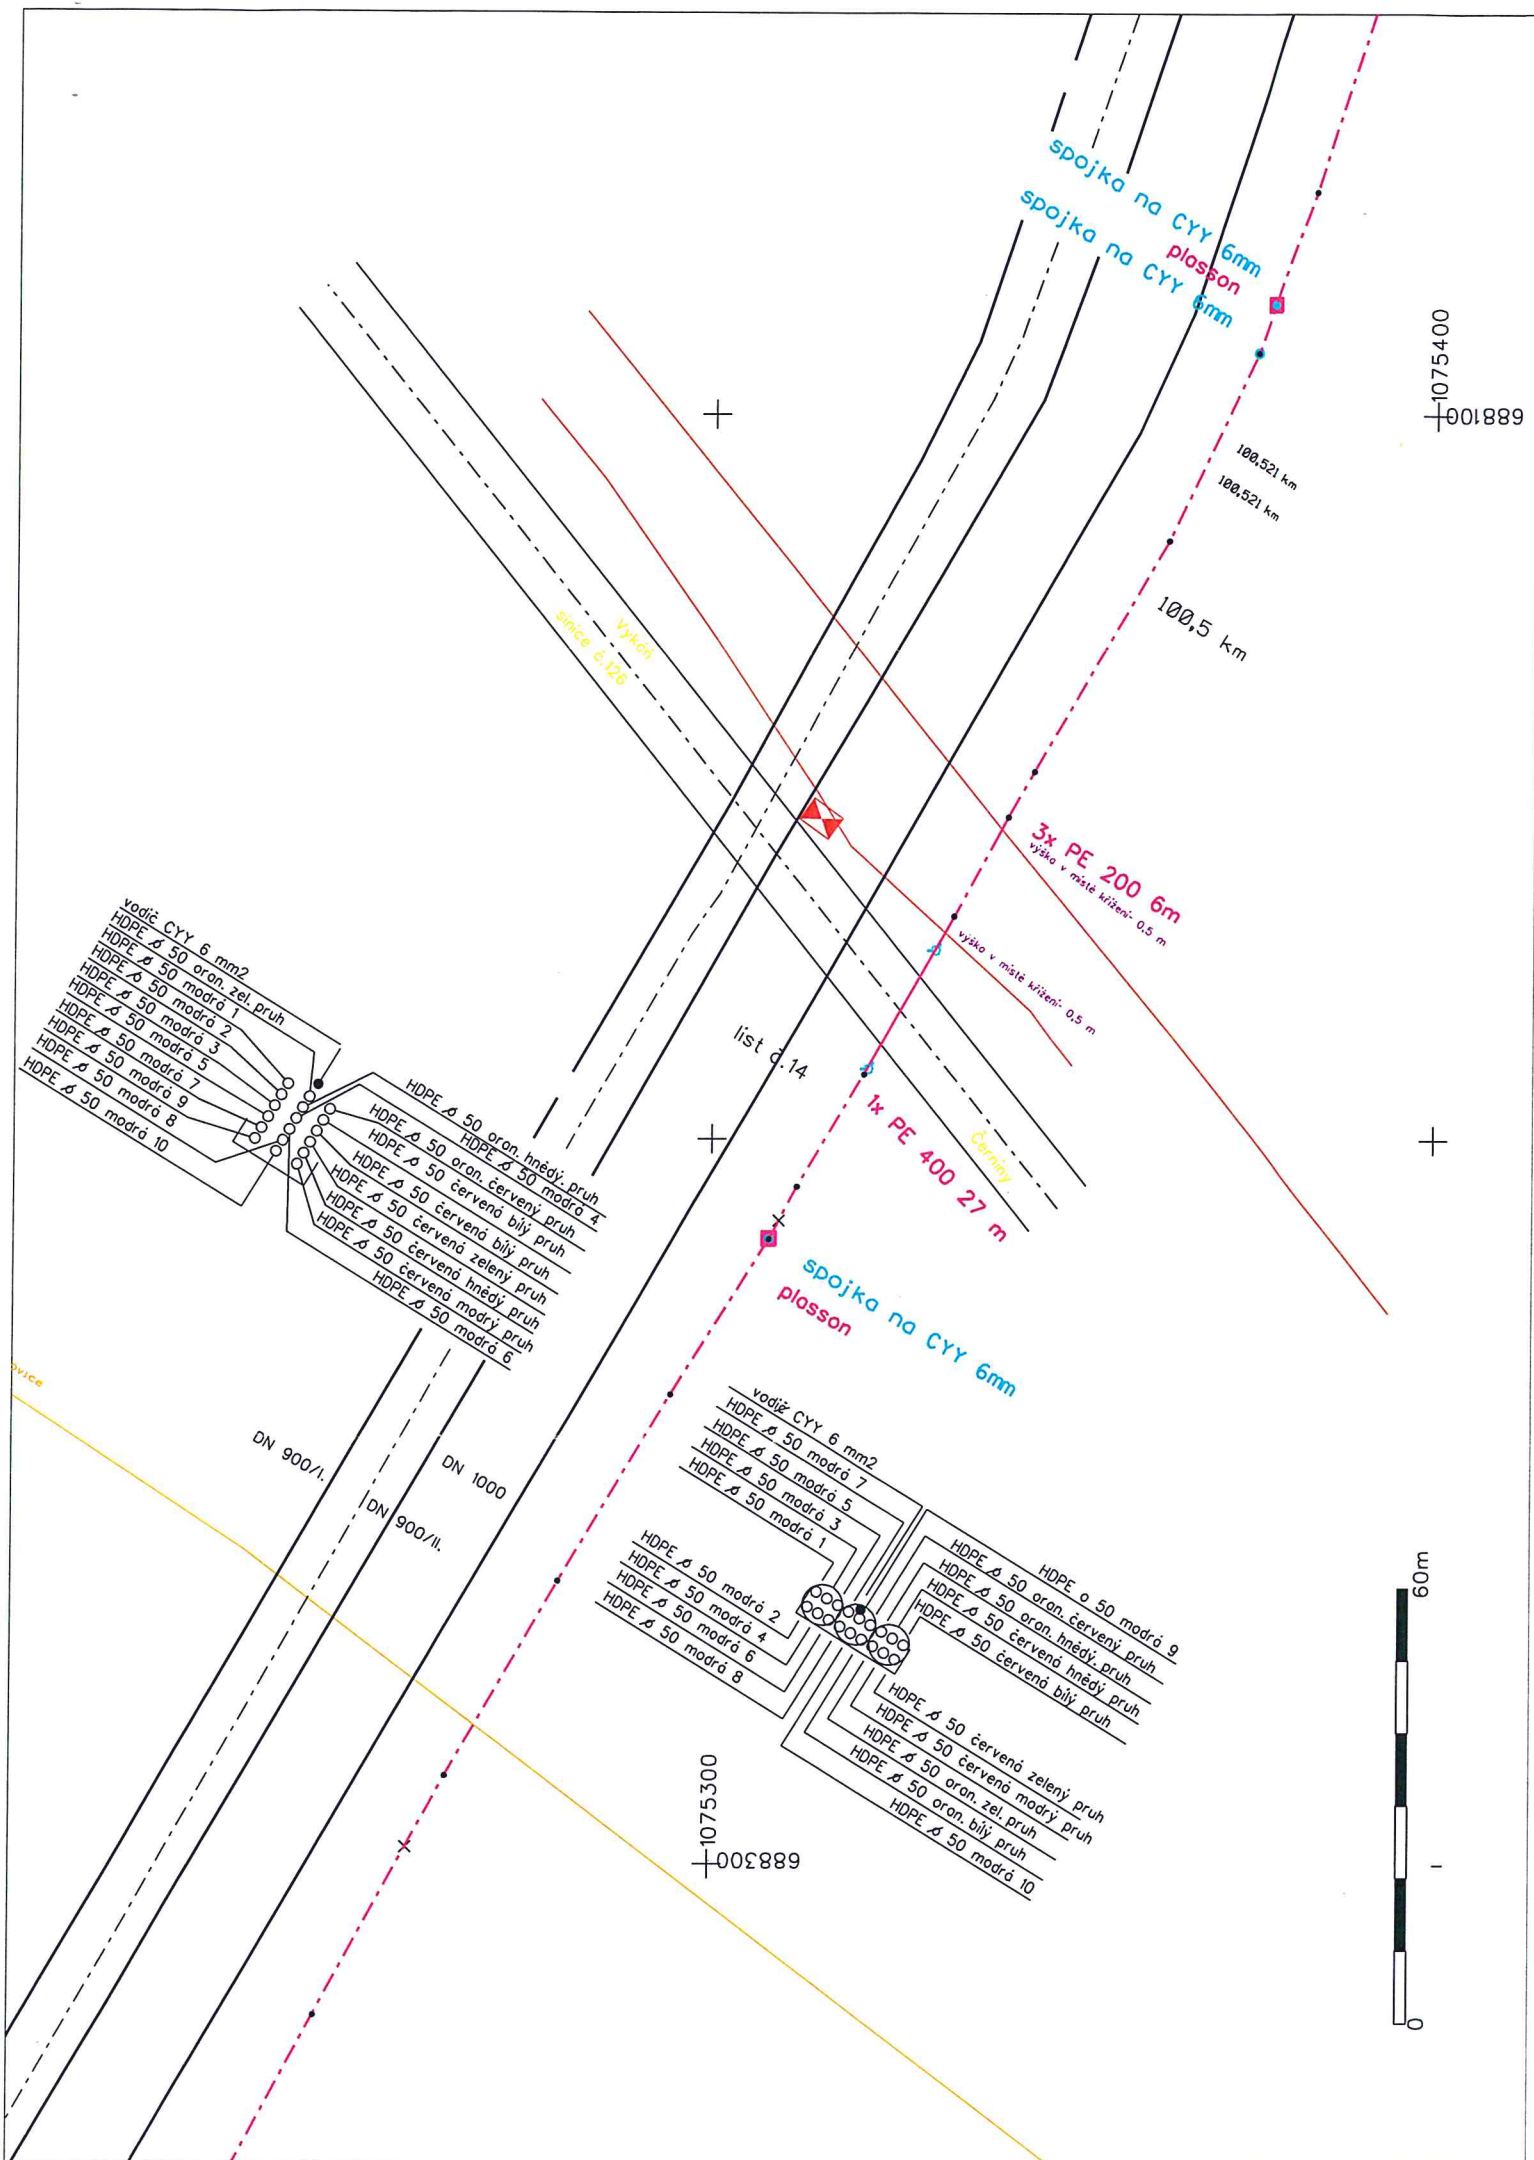 spojka na CYY 6mm
plasson
spojka na CYY 6mm
1075400
688100
100,521 km
100,521 km
100,5 km
Vykáň
silnice č.126
3x PE 200 6m
výška v místě křížení- 0,5 m
výška v místě křížení- 0,5 m
list č.14
1x PE 400 27 m
Černíny
spojka na CYY 6mm
plasson
vodič CYY 6 mm2
HDPE ⌀ 50 oran. zel. pruh
HDPE ⌀ 50 modrá 1
HDPE ⌀ 50 modrá 2
HDPE ⌀ 50 modrá 3
HDPE ⌀ 50 modrá 5
HDPE ⌀ 50 modrá 7
HDPE ⌀ 50 modrá 9
HDPE ⌀ 50 modrá 8
HDPE ⌀ 50 modrá 10
HDPE ⌀ 50 oran. hnědý. pruh
HDPE ⌀ 50 modrá 4
HDPE ⌀ 50 oran. červený pruh
HDPE ⌀ 50 červená bílý pruh
HDPE ⌀ 50 červená bílý pruh
HDPE ⌀ 50 červená zelený pruh
HDPE ⌀ 50 červená hnědý pruh
HDPE ⌀ 50 červená modrý pruh
HDPE ⌀ 50 modrá 6
ovice
DN 900/I.
DN 900/II.
DN 1000
vodič CYY 6 mm2
HDPE ⌀ 50 modrá 7
HDPE ⌀ 50 modrá 5
HDPE ⌀ 50 modrá 3
HDPE ⌀ 50 modrá 1
HDPE ⌀ 50 modrá 2
HDPE ⌀ 50 modrá 4
HDPE ⌀ 50 modrá 6
HDPE ⌀ 50 modrá 8
HDPE o 50 modrá 9
HDPE ⌀ 50 oran. červený pruh
HDPE ⌀ 50 oran. hnědý. pruh
HDPE ⌀ 50 červená hnědý pruh
HDPE ⌀ 50 červená bílý pruh
HDPE ⌀ 50 červená zelený pruh
HDPE ⌀ 50 červená modrý pruh
HDPE ⌀ 50 oran. zel. pruh
HDPE ⌀ 50 oran. bílý pruh
HDPE ⌀ 50 modrá 10
1075300
688300
60m
0